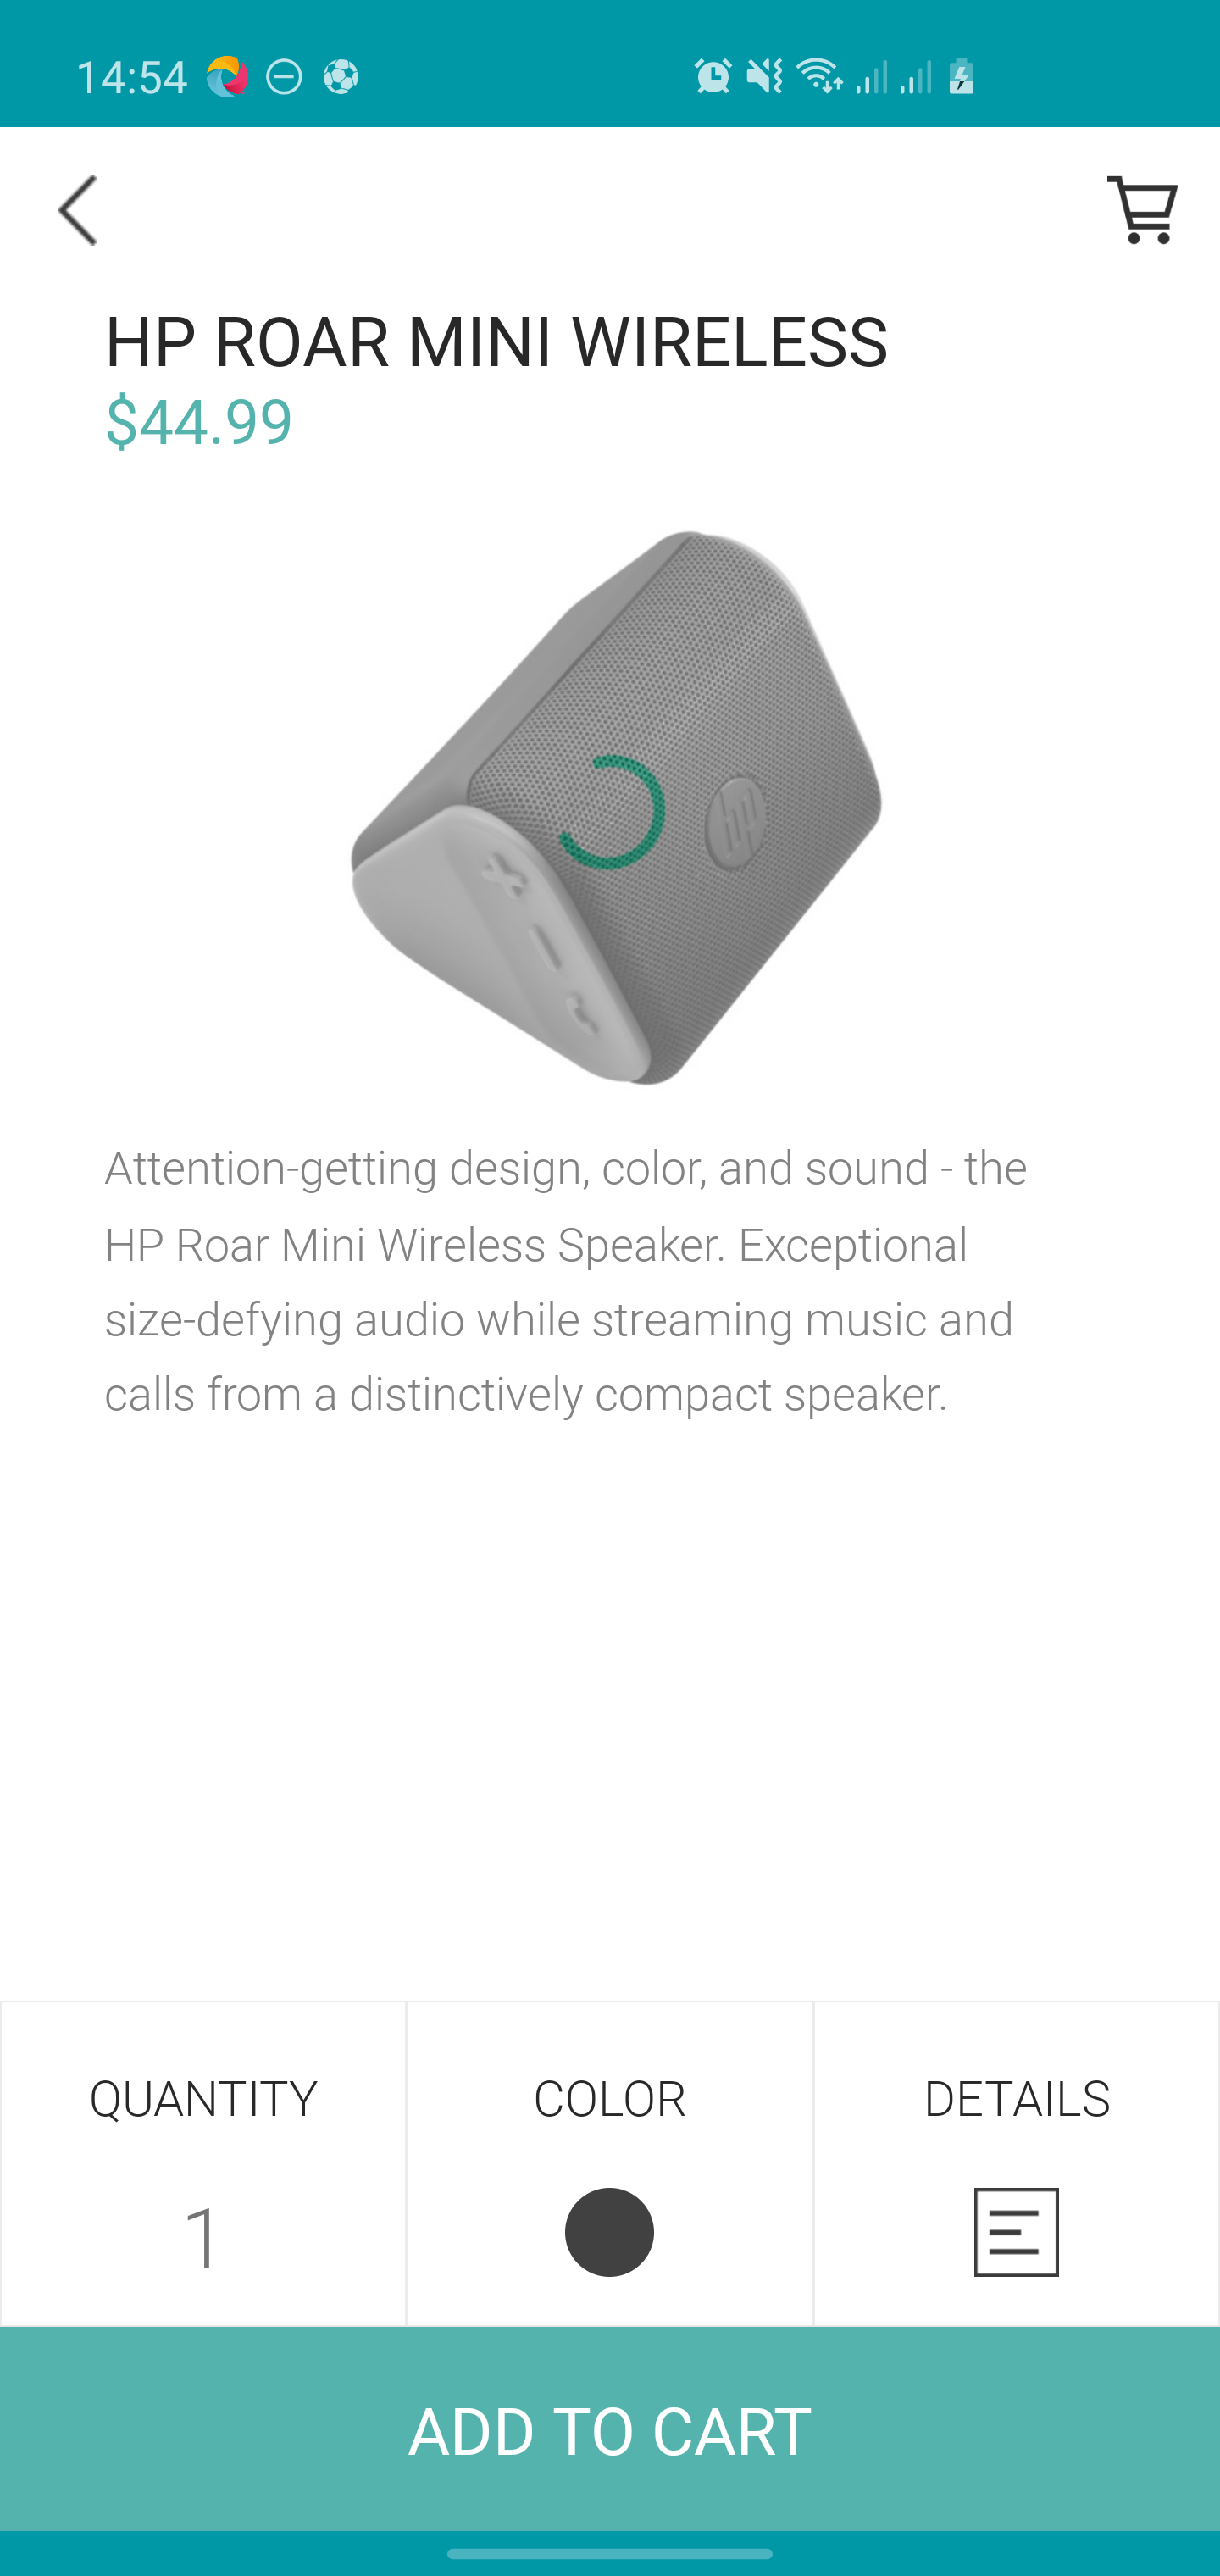 14:54
HP ROAR MINI WIRELESS
$44.99
hp
Attention-getting design, color, and sound - the
HP Roar Mini Wireless Speaker. Exceptional
size-defying audio while streaming music and
calls from a distinctively compact speaker.
QUANTITY
COLOR
DETAILS
1
ADD TO CART